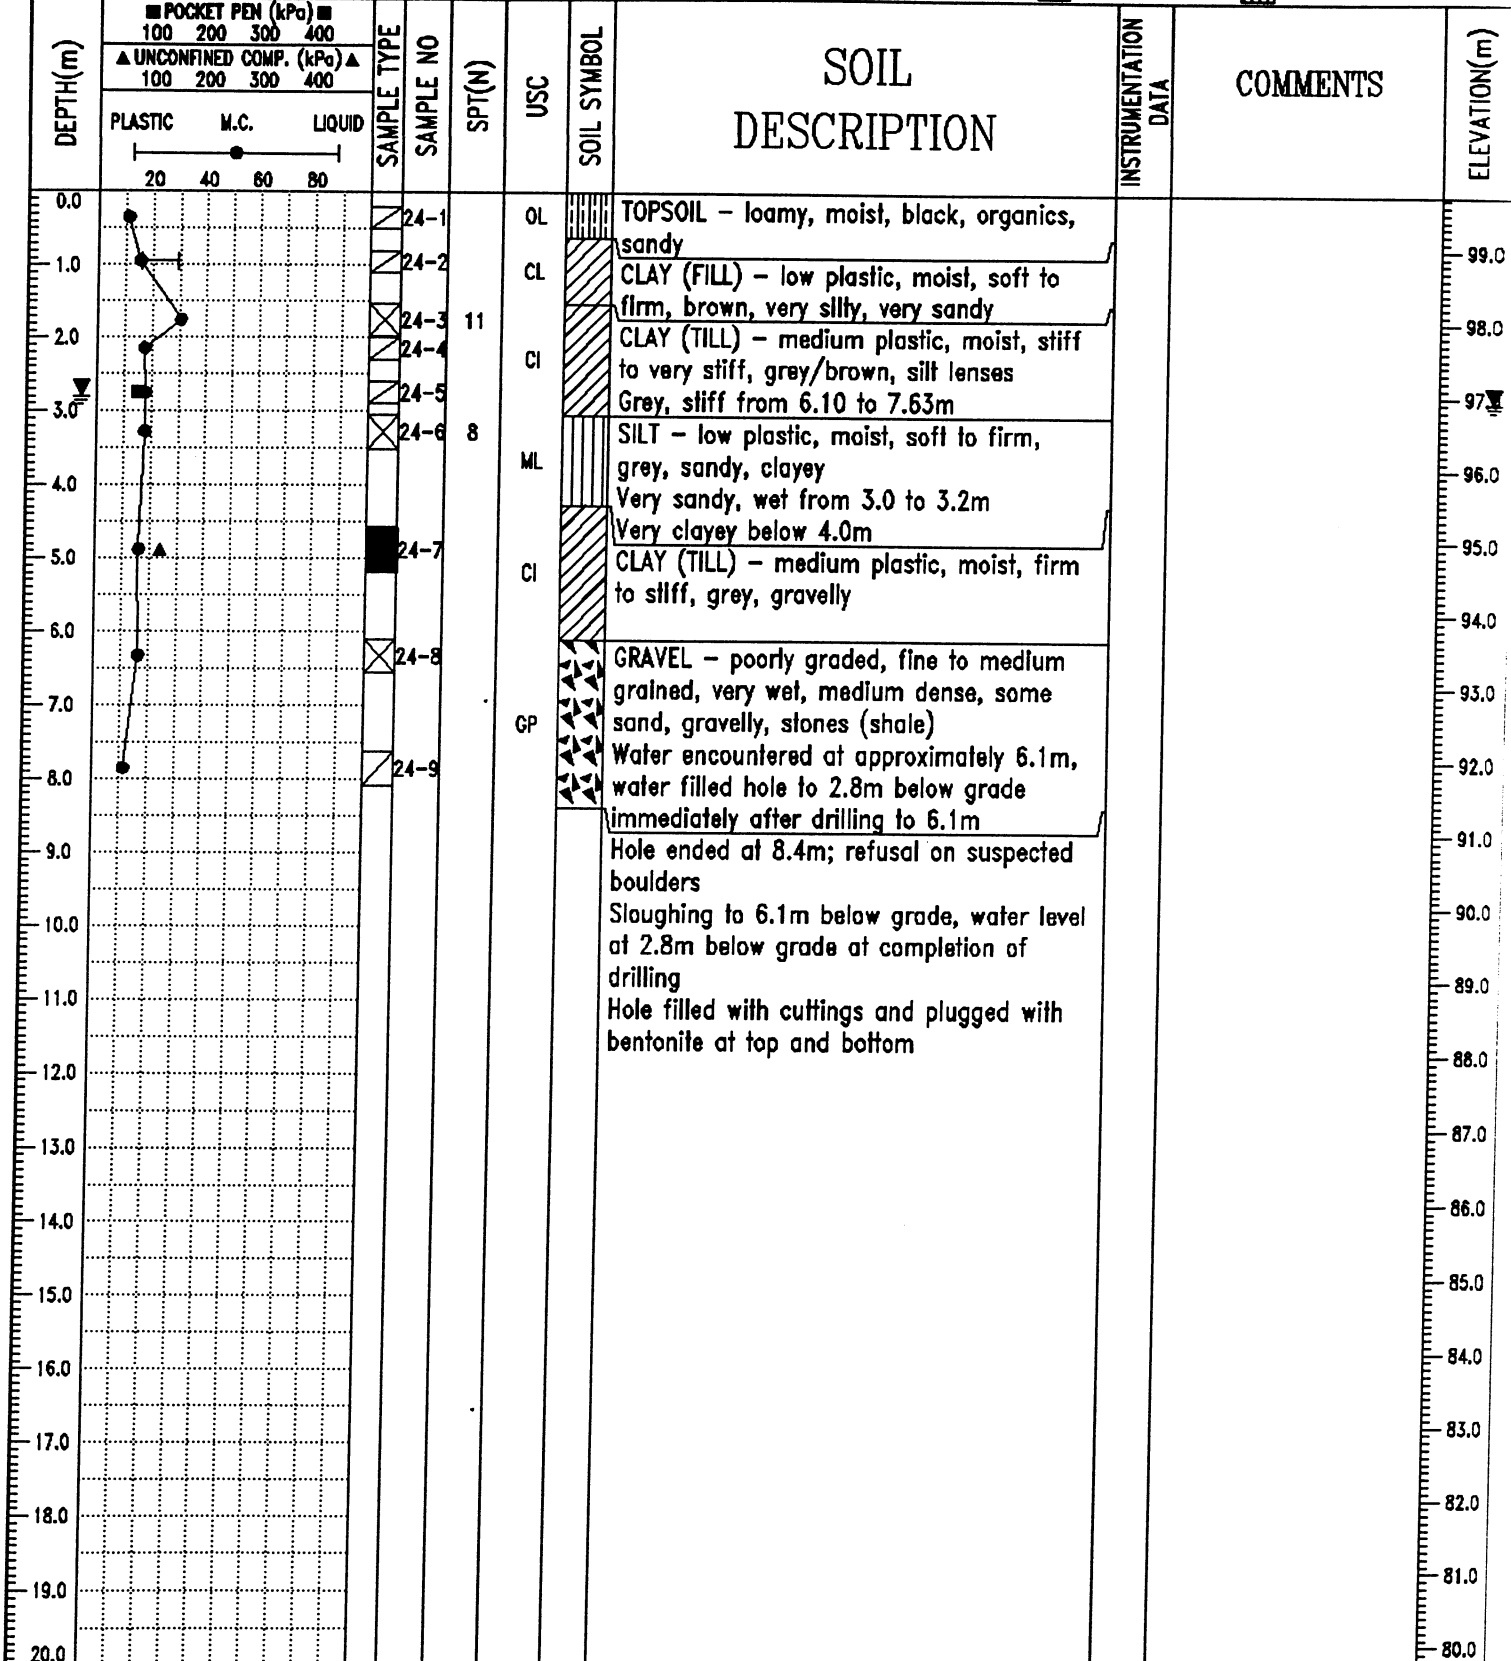 ■ POCKET PEN (kPa) ■
100 200 300 400
▲ UNCONFINED COMP. (kPa) ▲
100 200 300 400
PLASTIC M.C. LIQUID
20 40 60 80
DEPTH(m)
SAMPLE TYPE
SAMPLE NO
SPT(N)
USC
SOIL SYMBOL
SOIL
DESCRIPTION
INSTRUMENTATION
DATA
COMMENTS
ELEVATION(m)
0.0
1.0
2.0
3.0
4.0
5.0
6.0
7.0
8.0
9.0
10.0
11.0
12.0
13.0
14.0
15.0
16.0
17.0
18.0
19.0
20.0
24-1
24-2
24-3
24-4
24-5
24-6
24-7
24-8
24-9
11
8
OL
CL
CI
ML
CI
GP
TOPSOIL - loamy, moist, black, organics,
sandy
CLAY (FILL) - low plastic, moist, soft to
firm, brown, very silty, very sandy
CLAY (TILL) - medium plastic, moist, stiff
to very stiff, grey/brown, silt lenses
Grey, stiff from 6.10 to 7.63m
SILT - low plastic, moist, soft to firm,
grey, sandy, clayey
Very sandy, wet from 3.0 to 3.2m
Very clayey below 4.0m
CLAY (TILL) - medium plastic, moist, firm
to stiff, grey, gravelly
GRAVEL - poorly graded, fine to medium
grained, very wet, medium dense, some
sand, gravelly, stones (shale)
Water encountered at approximately 6.1m,
water filled hole to 2.8m below grade
immediately after drilling to 6.1m
Hole ended at 8.4m; refusal on suspected
boulders
Sloughing to 6.1m below grade, water level
at 2.8m below grade at completion of
drilling
Hole filled with cuttings and plugged with
bentonite at top and bottom
99.0
98.0
97
96.0
95.0
94.0
93.0
92.0
91.0
90.0
89.0
88.0
87.0
86.0
85.0
84.0
83.0
82.0
81.0
80.0